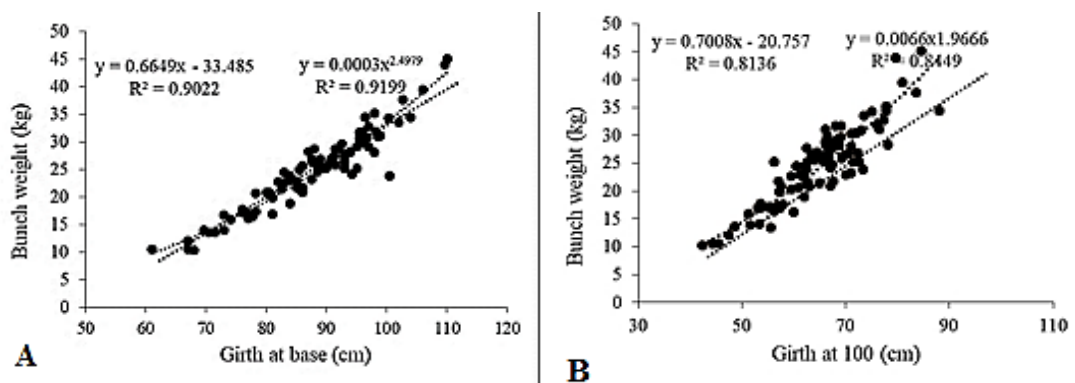 50
45
40
35
30
25
20
15
10
5
0
Bunch weight (kg)
y = 0.6649x - 33.485
R² = 0.9022
y = 0.0003x^2.4979
R² = 0.9199
50 60 70 80 90 100 110 120
Girth at base (cm)
A
50
45
40
35
30
25
20
15
10
5
0
Bunch weight (kg)
y = 0.7008x - 20.757
R² = 0.8136
y = 0.0066x1.9666
R² = 0.8449
30 50 70 90 110
Girth at 100 (cm)
B